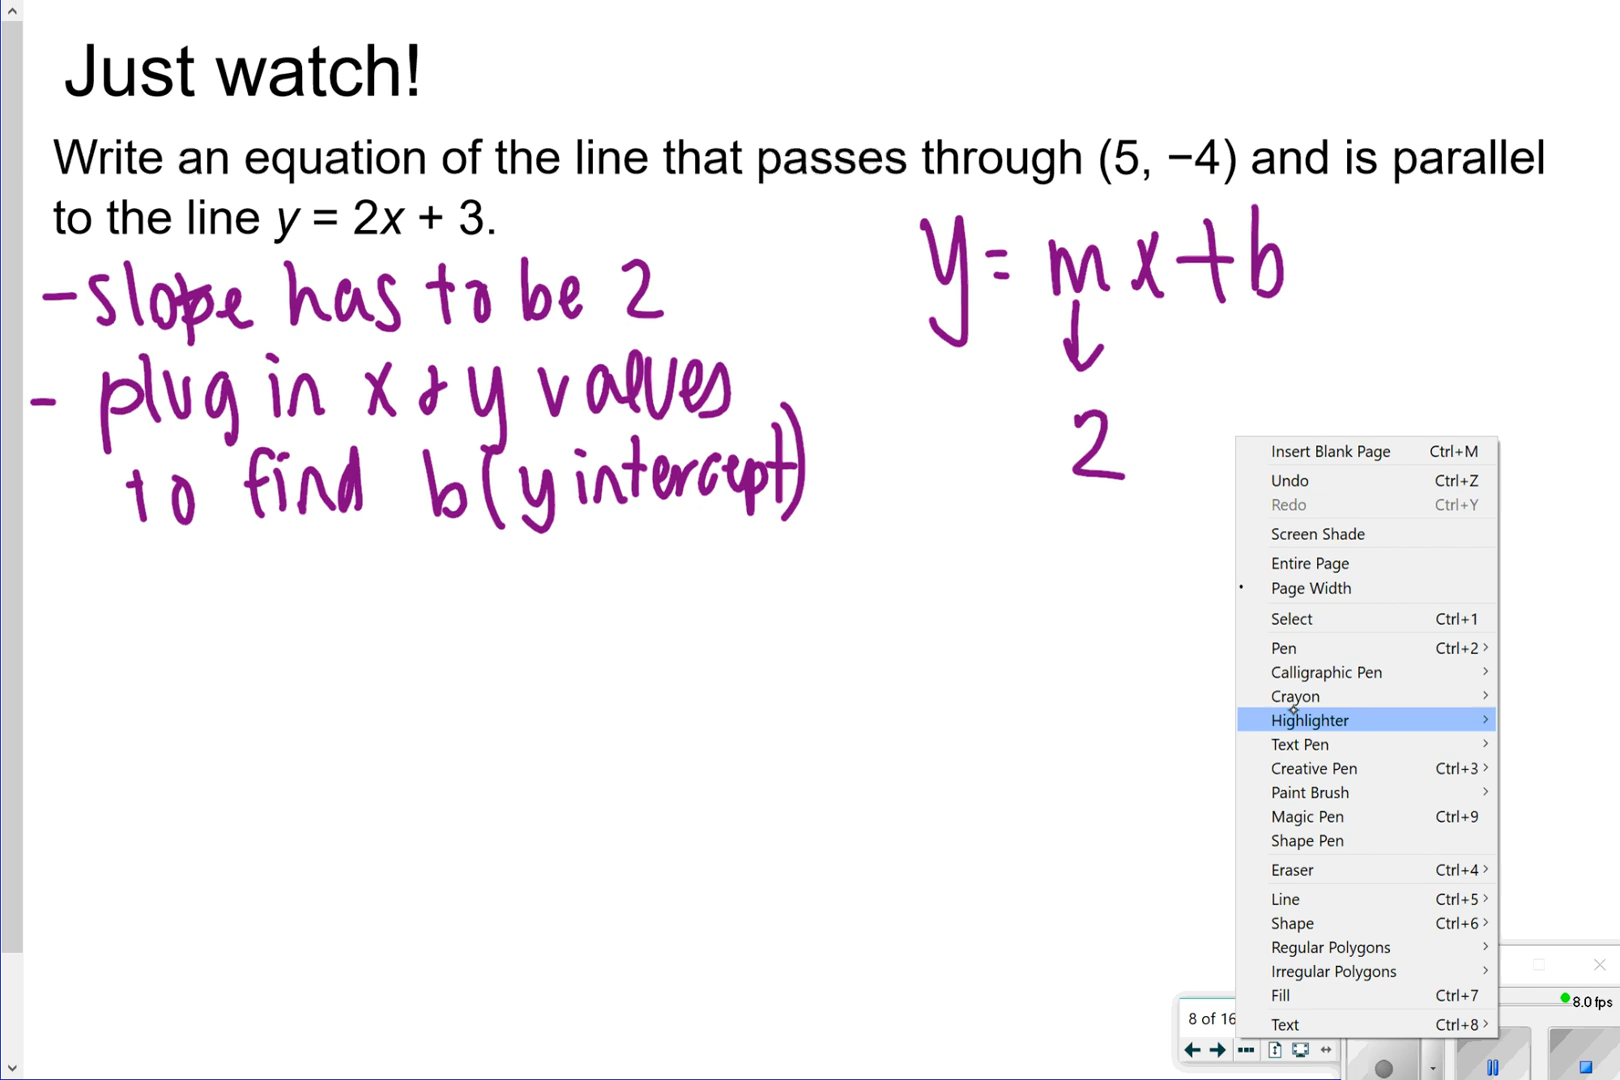 Just watch!
Write an equation of the line that passes through (5, −4) and is parallel
to the line y = 2x + 3.
y = mx+b
- slope has to be 2
- plug in x & y values
2
to find b (y intercept)
Insert Blank Page Ctrl+M
Undo Ctrl+Z
Redo Ctrl+Y
Screen Shade
Entire Page
Page Width
Select Ctrl+1
Pen Ctrl+2
Calligraphic Pen
Crayon
Highlighter
Text Pen
Creative Pen Ctrl+3
Paint Brush
Magic Pen Ctrl+9
Shape Pen
Eraser Ctrl+4
Line Ctrl+5
Shape Ctrl+6
Regular Polygons
Irregular Polygons
Fill Ctrl+7
Text Ctrl+8
8.0 fps
8 of 16